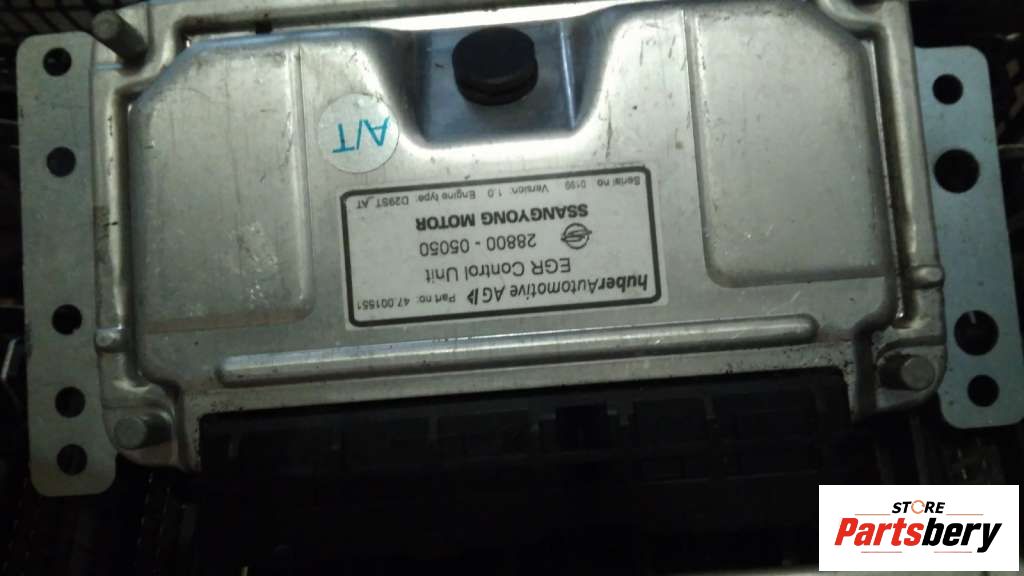 huberAutomotive AG Part no: 47.001551
EGR Control Unit
28800 - 05050
SSANGYONG MOTOR
Serial no: 0199 Version: 1.0 Engine type: D29ST_AT
A/T
STORE
Partsbery